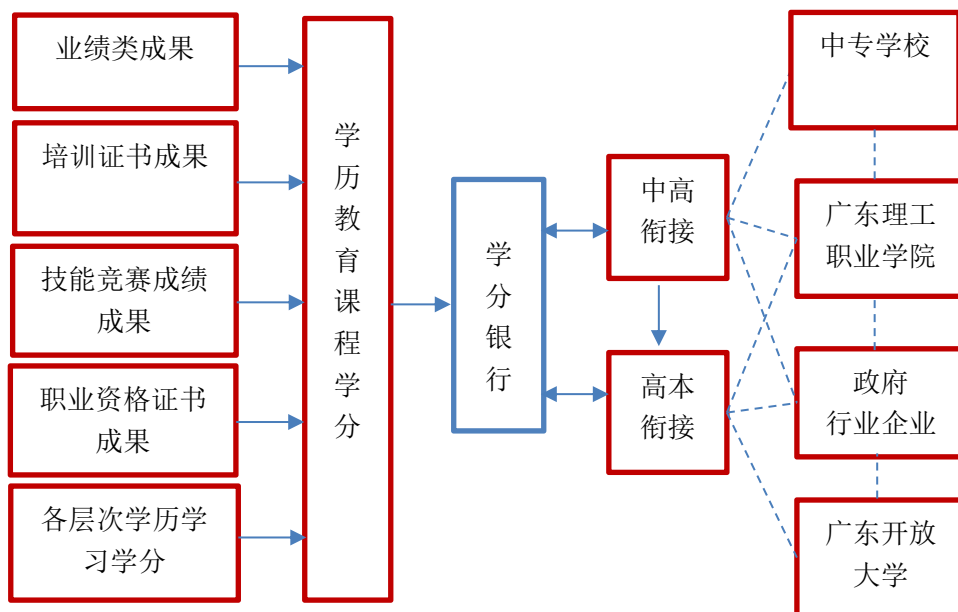 业绩类成果
培训证书成果
技能竞赛成绩
成果
职业资格证书
成果
各层次学历学
习学分
学历教育课程学分
学分银行
中高
衔接
高本
衔接
中专学校
广东理工
职业学院
政府
行业企业
广东开放
大学